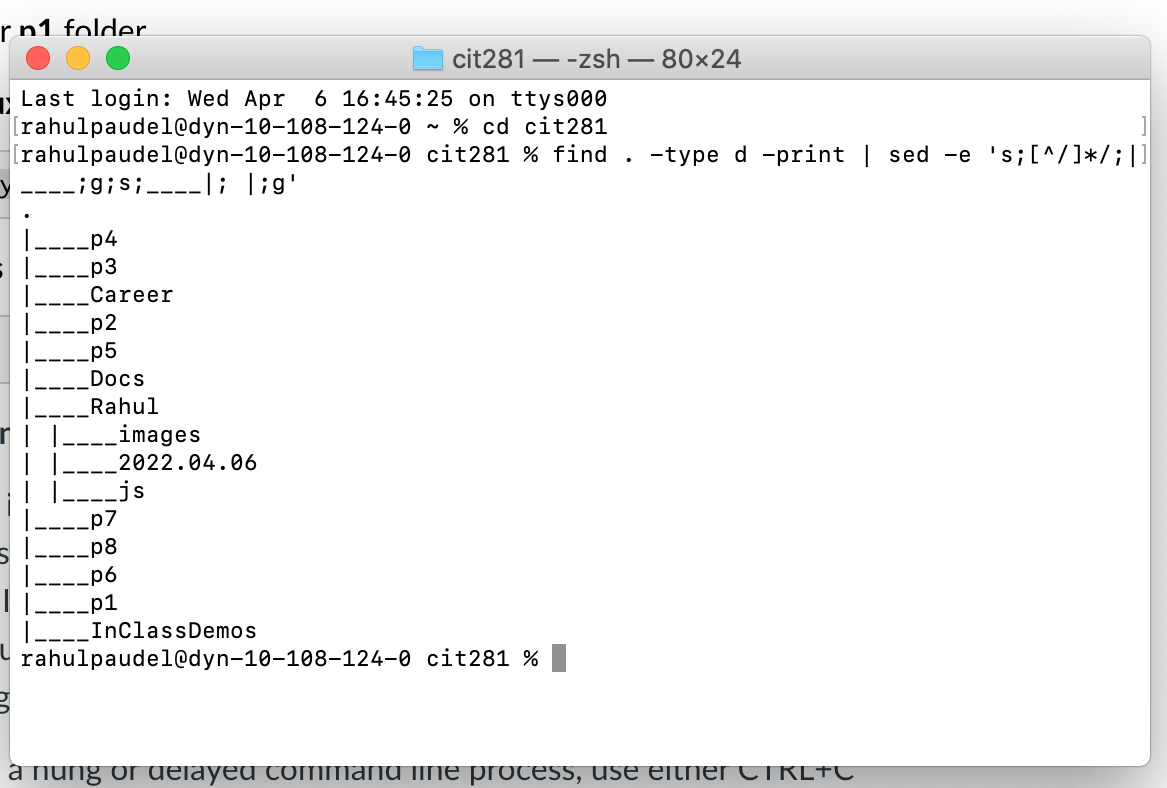 p1 folder
cit281 — -zsh — 80×24
Last login: Wed Apr  6 16:45:25 on ttys000
[rahulpaudel@dyn-10-108-124-0 ~ % cd cit281 ]
[rahulpaudel@dyn-10-108-124-0 cit281 % find . -type d -print | sed -e 's;[^/]*/;|]
____;g;s;____|; |;g'
.
|____p4
|____p3
|____Career
|____p2
|____p5
|____Docs
|____Rahul
| |____images
| |____2022.04.06
| |____js
|____p7
|____p8
|____p6
|____p1
|____InClassDemos
rahulpaudel@dyn-10-108-124-0 cit281 %
a hung or delayed command line process, use either CTRL+C